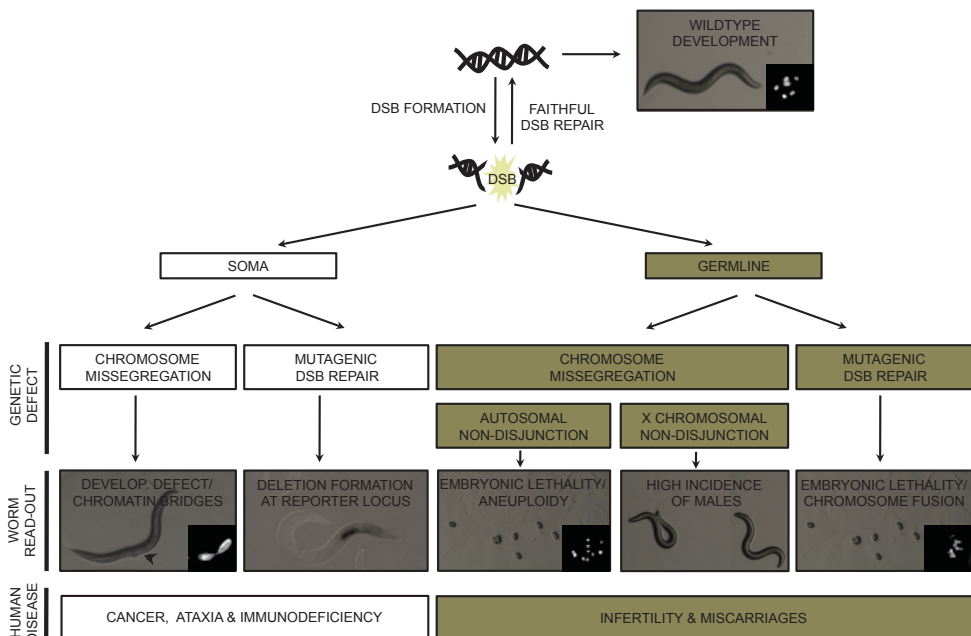 WILDTYPE
DEVELOPMENT
DSB FORMATION
FAITHFUL
DSB REPAIR
DSB
SOMA
GERMLINE
GENETIC
DEFECT
CHROMOSOME
MISSEGREGATION
MUTAGENIC
DSB REPAIR
CHROMOSOME
MISSEGREGATION
MUTAGENIC
DSB REPAIR
AUTOSOMAL
NON-DISJUNCTION
X CHROMOSOMAL
NON-DISJUNCTION
WORM
READ-OUT
DEVELOP. DEFECT/
CHROMATIN BRIDGES
DELETION FORMATION
AT REPORTER LOCUS
EMBRYONIC LETHALITY/
ANEUPLOIDY
HIGH INCIDENCE
OF MALES
EMBRYONIC LETHALITY/
CHROMOSOME FUSION
HUMAN
DISEASE
CANCER, ATAXIA & IMMUNODEFICIENCY
INFERTILITY & MISCARRIAGES